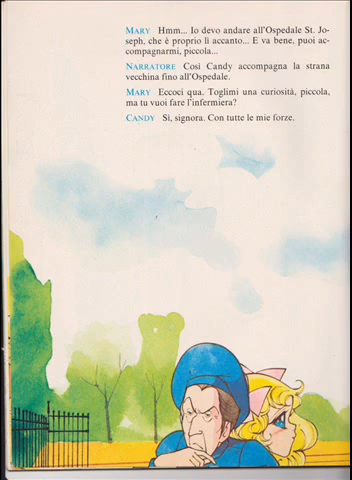 MARY Hmm... Io devo andare all'Ospedale St. Jo-
seph, che è proprio lì accanto... E va bene, puoi ac-
compagnarmi, piccola...
NARRATORE Così Candy accompagna la strana
vecchina fino all'Ospedale.
MARY Eccoci qua. Toglimi una curiosità, piccola,
ma tu vuoi fare l'infermiera?
CANDY Sì, signora. Con tutte le mie forze.